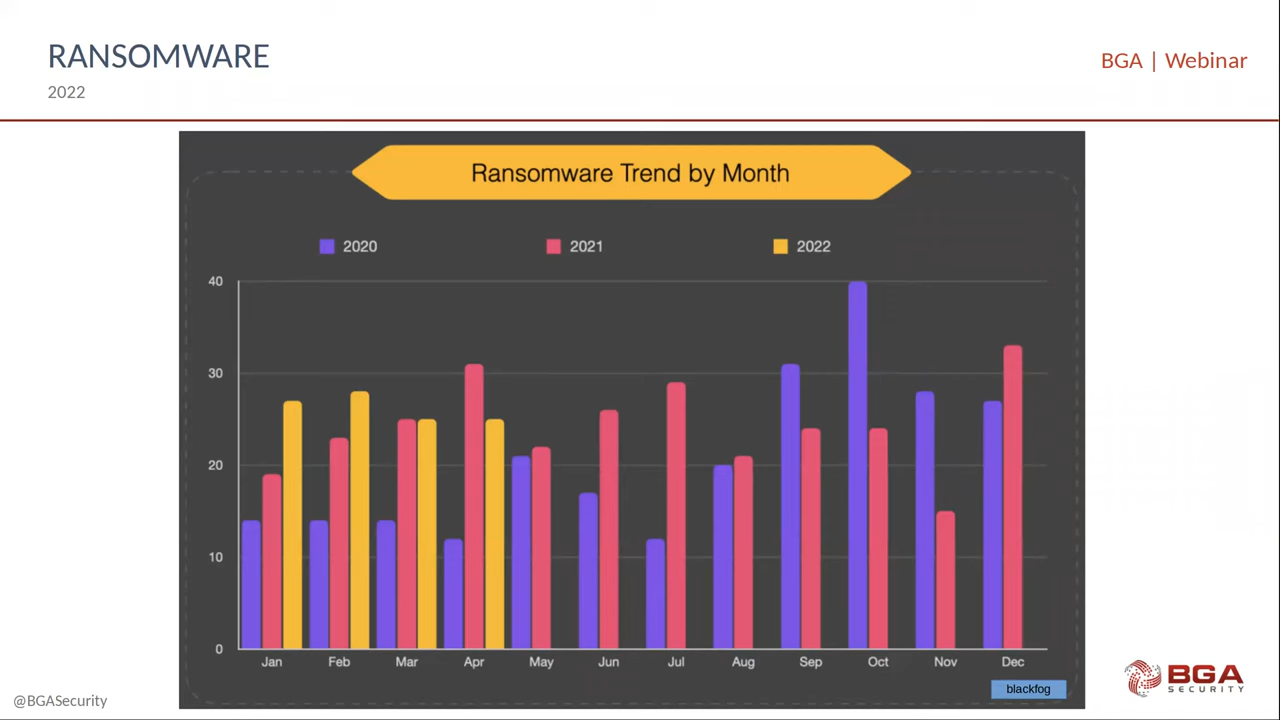 RANSOMWARE
BGA | Webinar
2022
Ransomware Trend by Month
2020 2021 2022
40
30
20
10
0
Jan Feb Mar Apr May Jun Jul Aug Sep Oct Nov Dec
blackfog
BGA
SECURITY
@BGASecurity